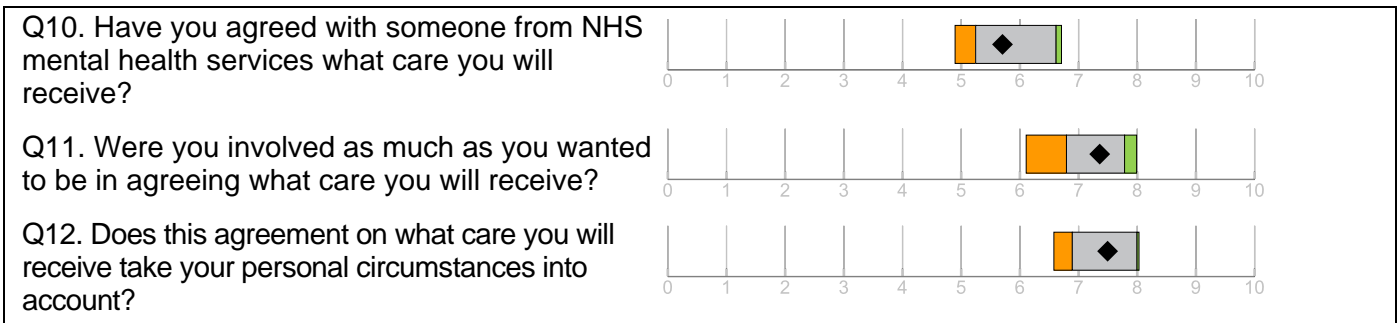 Q10. Have you agreed with someone from NHS
mental health services what care you will
receive?
0 1 2 3 4 5 6 7 8 9 10
Q11. Were you involved as much as you wanted
to be in agreeing what care you will receive?
0 1 2 3 4 5 6 7 8 9 10
Q12. Does this agreement on what care you will
receive take your personal circumstances into
account?
0 1 2 3 4 5 6 7 8 9 10